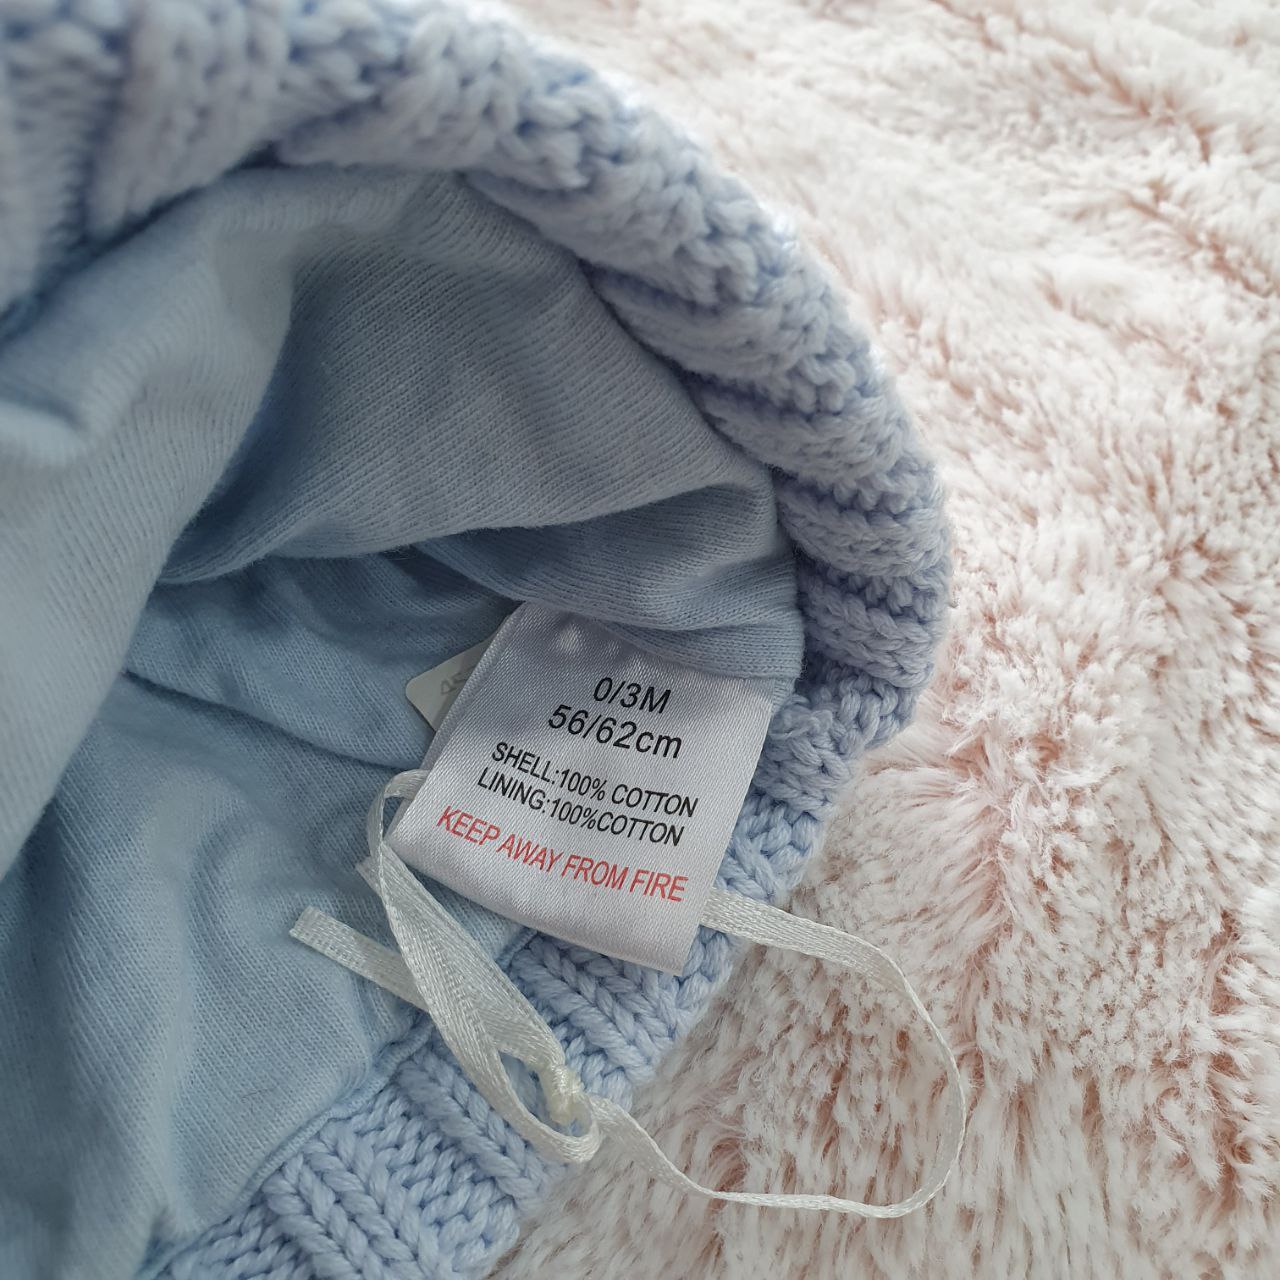 0/3M
56/62cm
SHELL:100% COTTON
LINING:100%COTTON
KEEP AWAY FROM FIRE